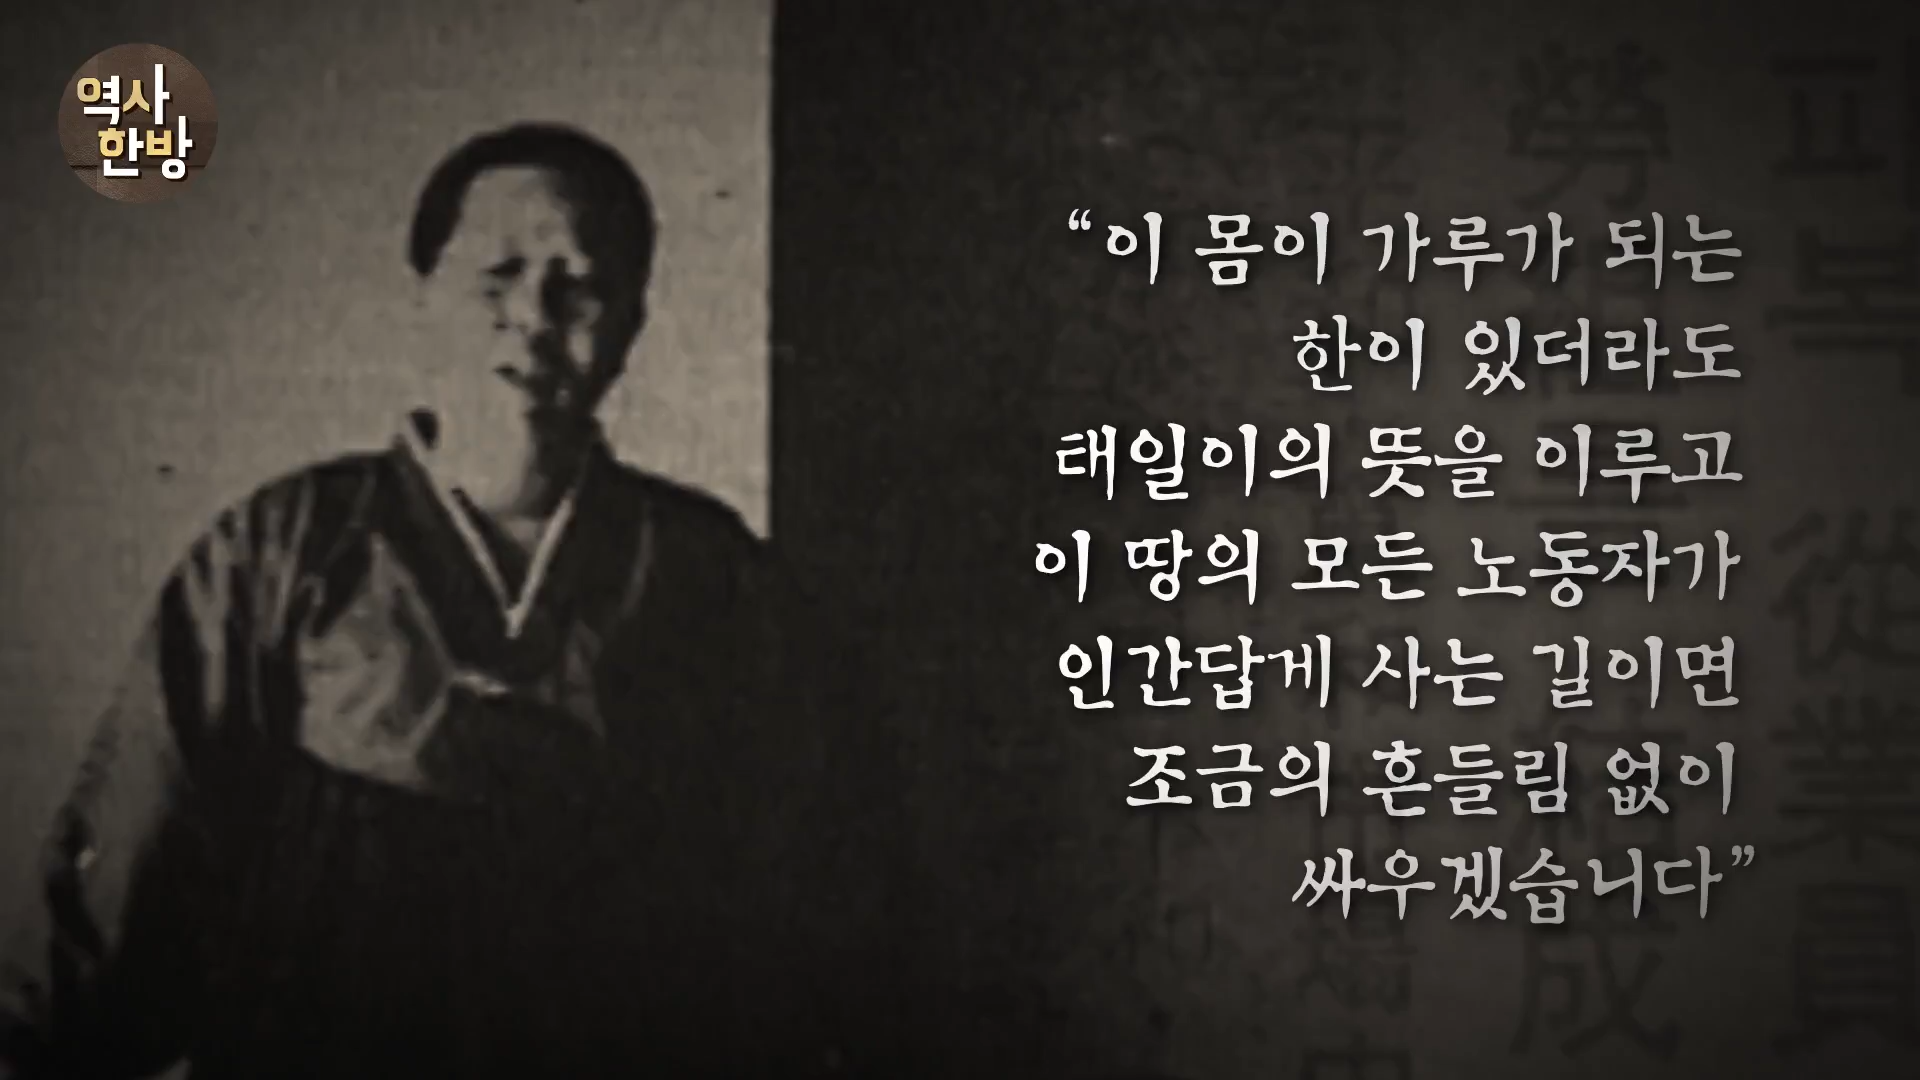 역사
한방
“이 몸이 가루가 되는
한이 있더라도
태일이의 뜻을 이루고
이 땅의 모든 노동자가
인간답게 사는 길이면
조금의 흔들림 없이
싸우겠습니다”
從業員